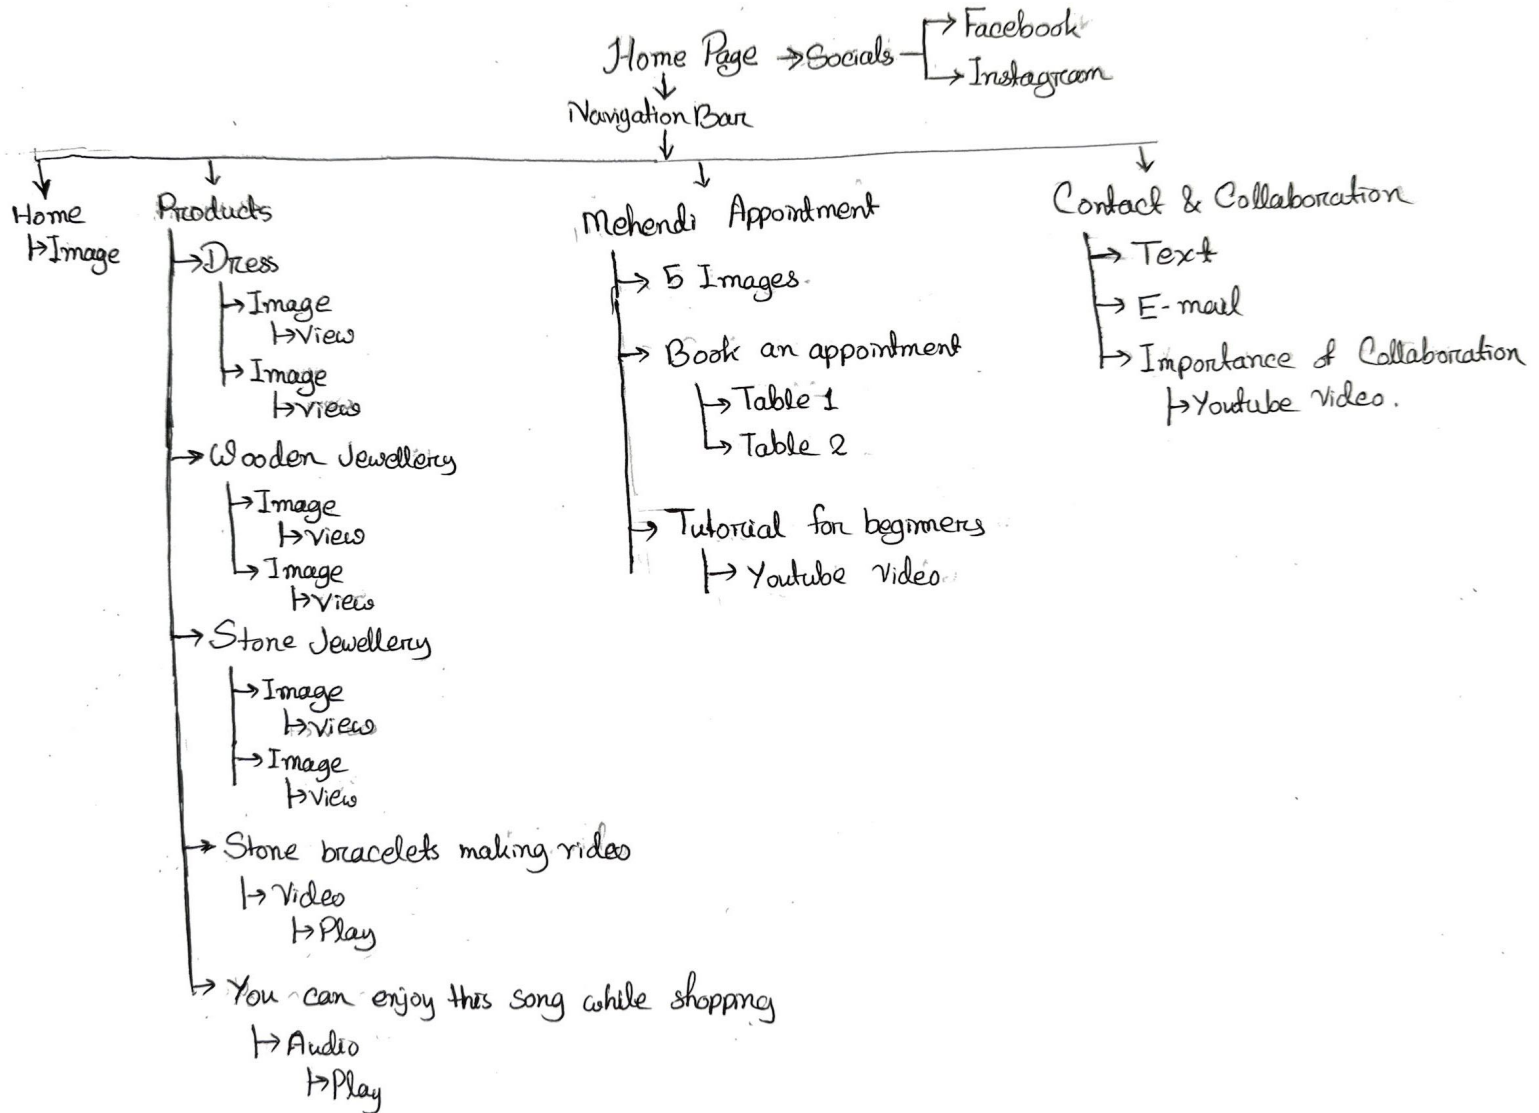 Home Page → Socials → Facebook
→ Instagram
Navigation Bar
Home
Image
Products
Dress
Image
View
Image
View
Wooden Jewellery
Image
View
Image
View
Stone Jewellery
Image
View
Image
View
Stone bracelets making video
Video
Play
You can enjoy this song while shopping
Audio
Play
Mehendi Appointment
5 Images
Book an appointment
Table 1
Table 2
Tutorial for beginners
Youtube Video
Contact & Collaboration
Text
E-mail
Importance of Collaboration
Youtube Video.